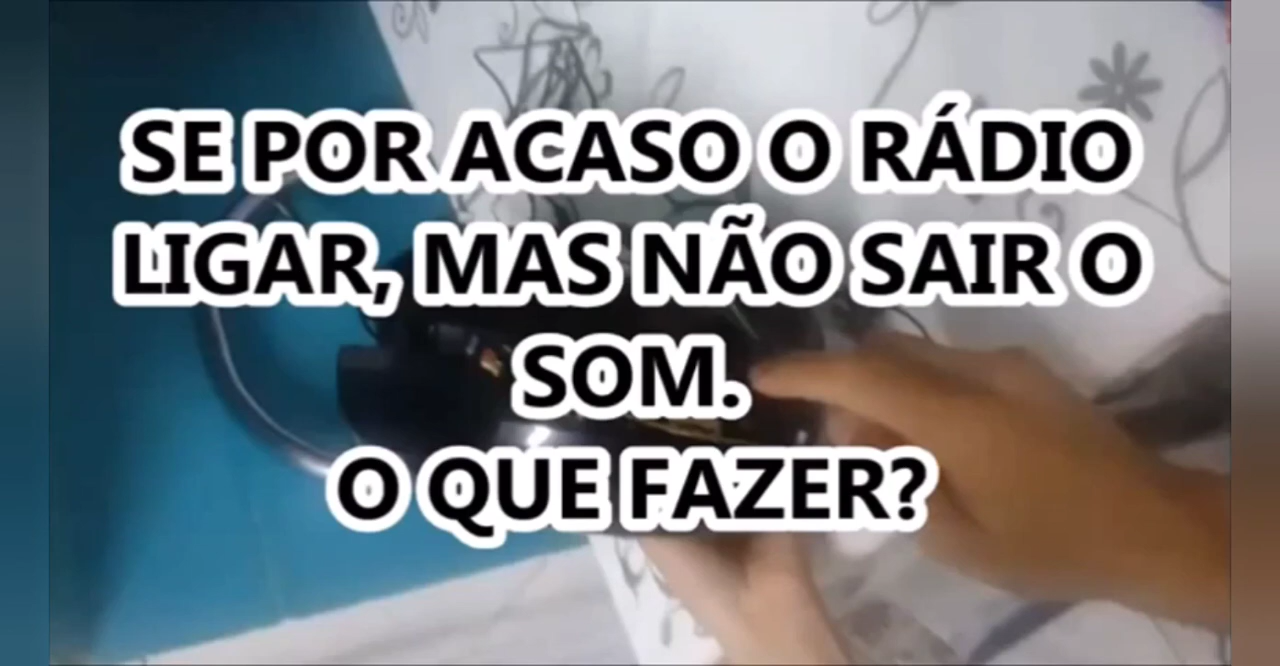 SE POR ACASO O RÁDIO
LIGAR, MAS NÃO SAIR O
SOM.
O QUE FAZER?